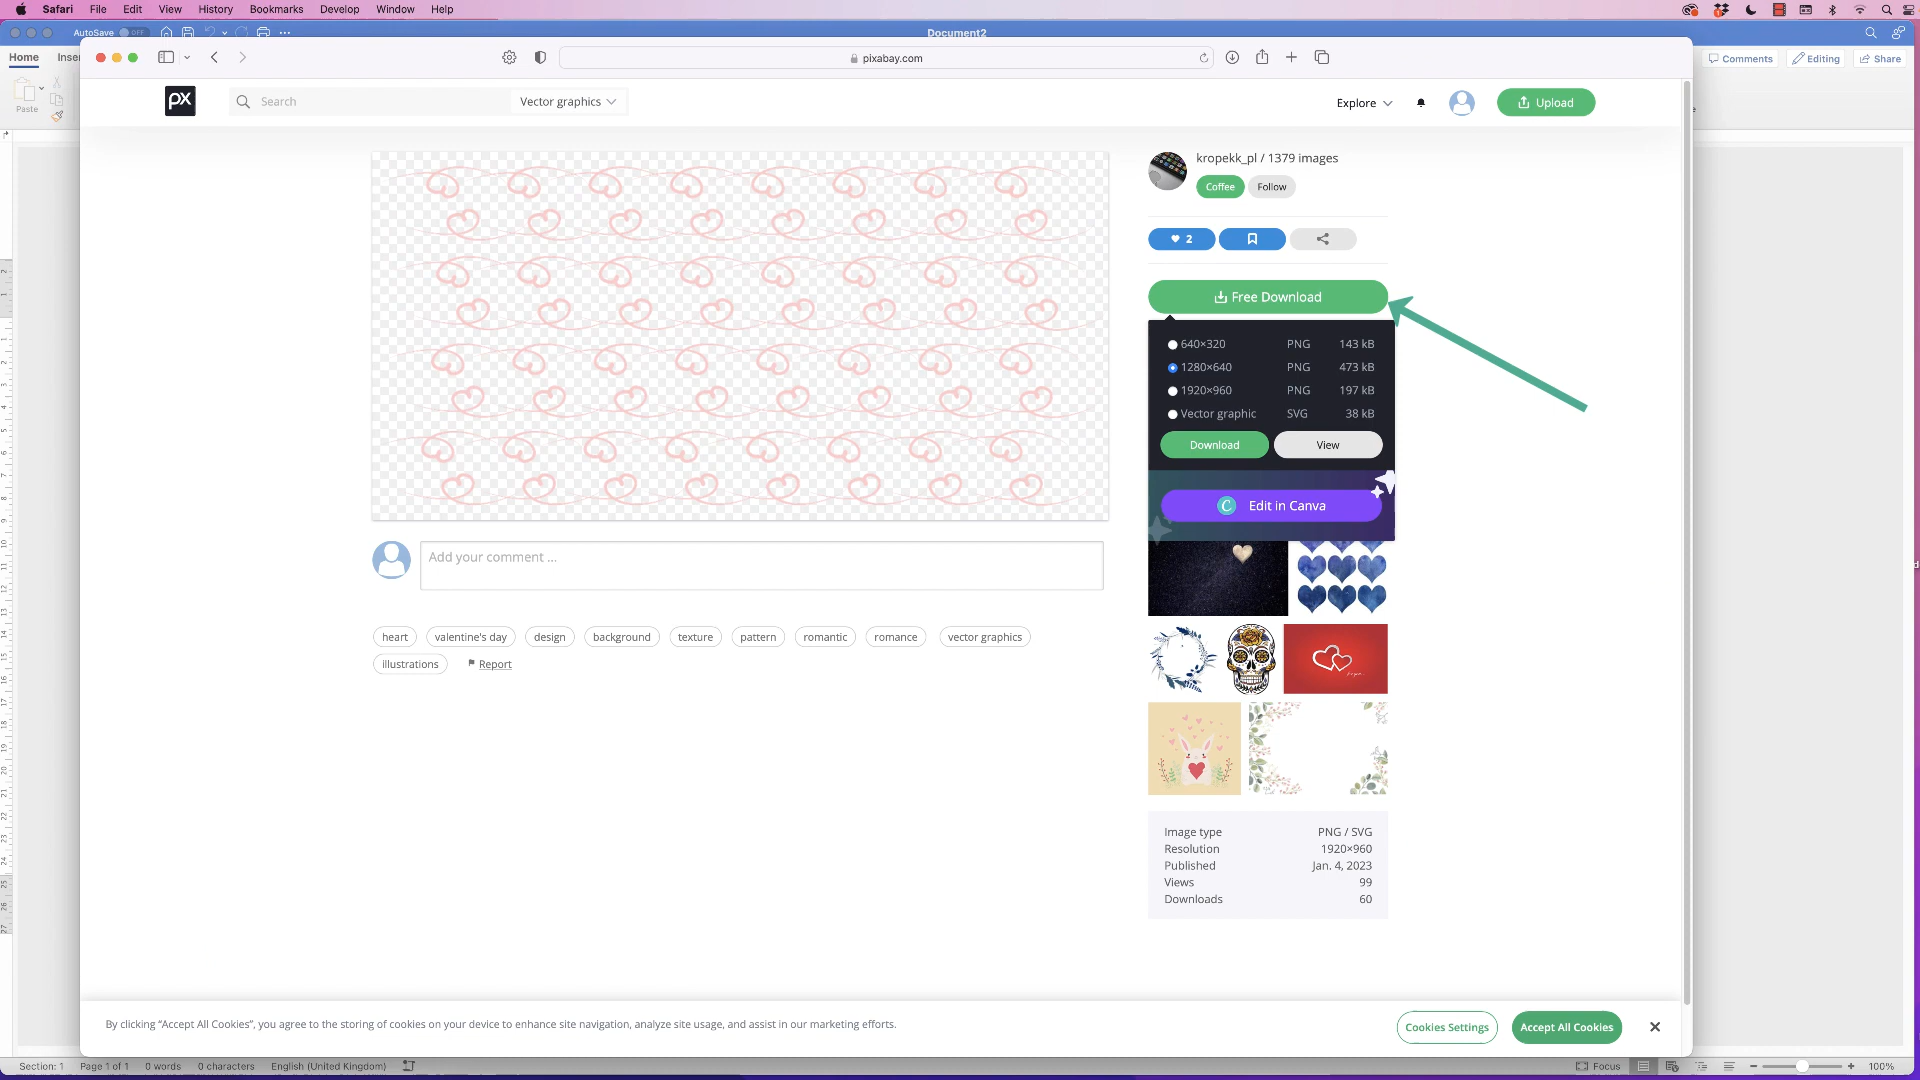 Safari File Edit View History Bookmarks Develop Window Help
AutoSave OFF
Document2
Home
pixabay.com
Comments Editing Share
Paste
px Search Vector graphics Explore Upload
kropekk_pl / 1379 images
Coffee Follow
2
Free Download
640×320 PNG 143 kB
1280×640 PNG 473 kB
1920×960 PNG 197 kB
Vector graphic SVG 38 kB
Download View
C Edit in Canva
Add your comment ...
heart valentine's day design background texture pattern romantic romance vector graphics
illustrations Report
Image type PNG / SVG
Resolution 1920×960
Published Jan. 4, 2023
Views 99
Downloads 60
By clicking “Accept All Cookies”, you agree to the storing of cookies on your device to enhance site navigation, analyze site usage, and assist in our marketing efforts.
Cookies Settings Accept All Cookies
Section: 1 Page 1 of 1 0 words 0 characters English (United Kingdom) Focus 100%